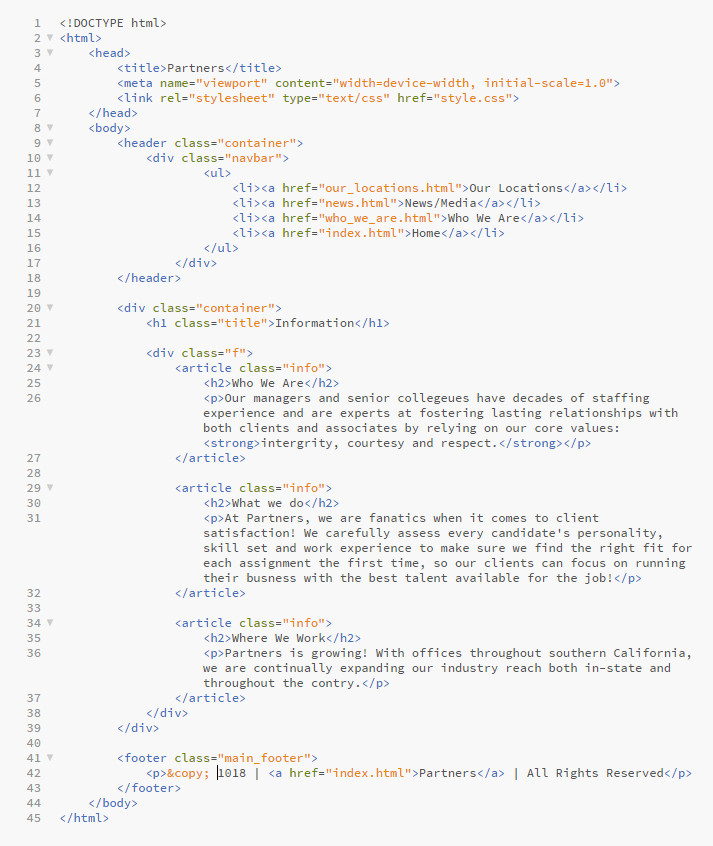 1 <!DOCTYPE html>
2 <html>
3 <head>
4 <title>Partners</title>
5 <meta name="viewport" content="width=device-width, initial-scale=1.0">
6 <link rel="stylesheet" type="text/css" href="style.css">
7 </head>
8 <body>
9 <header class="container">
10 <div class="navbar">
11 <ul>
12 <li><a href="our_locations.html">Our Locations</a></li>
13 <li><a href="news.html">News/Media</a></li>
14 <li><a href="who_we_are.html">Who We Are</a></li>
15 <li><a href="index.html">Home</a></li>
16 </ul>
17 </div>
18 </header>
19
20 <div class="container">
21 <h1 class="title">Information</h1>
22
23 <div class="f">
24 <article class="info">
25 <h2>Who We Are</h2>
26 <p>Our managers and senior collegeues have decades of staffing
experience and are experts at fostering lasting relationships with
both clients and associates by relying on our core values:
<strong>intergrity, courtesy and respect.</strong></p>
27 </article>
28
29 <article class="info">
30 <h2>What we do</h2>
31 <p>At Partners, we are fanatics when it comes to client
satisfaction! We carefully assess every candidate's personality,
skill set and work experience to make sure we find the right fit for
each assignment the first time, so our clients can focus on running
their busness with the best talent available for the job!</p>
32 </article>
33
34 <article class="info">
35 <h2>Where We Work</h2>
36 <p>Partners is growing! With offices throughout southern California,
we are continually expanding our industry reach both in-state and
throughout the contry.</p>
37 </article>
38 </div>
39 </div>
40
41 <footer class="main_footer">
42 <p>&copy; 1018 | <a href="index.html">Partners</a> | All Rights Reserved</p>
43 </footer>
44 </body>
45 </html>